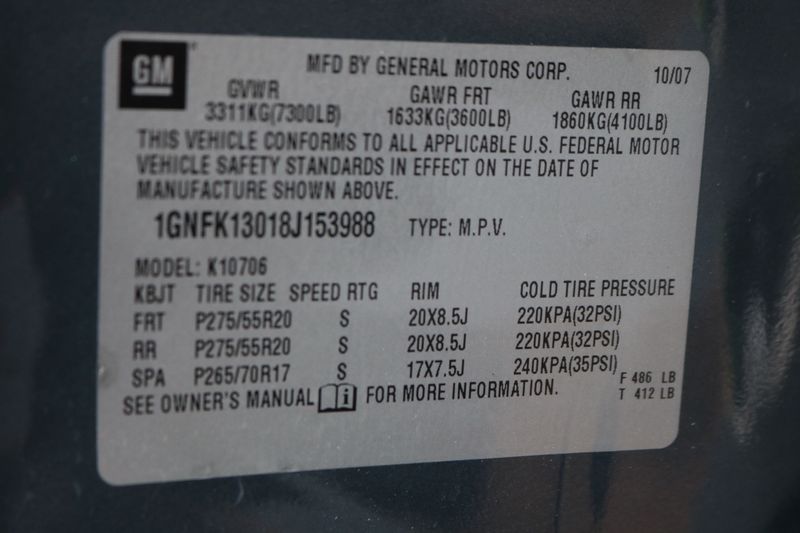 GM
MFD BY GENERAL MOTORS CORP. 10/07
GVWR GAWR FRT GAWR RR
3311KG(7300LB) 1633KG(3600LB) 1860KG(4100LB)
THIS VEHICLE CONFORMS TO ALL APPLICABLE U.S. FEDERAL MOTOR
VEHICLE SAFETY STANDARDS IN EFFECT ON THE DATE OF
MANUFACTURE SHOWN ABOVE.
1GNFK13018J153988 TYPE: M.P.V.
MODEL: K10706
KBJT TIRE SIZE SPEED RTG RIM COLD TIRE PRESSURE
FRT P275/55R20 S 20X8.5J 220KPA(32PSI)
RR P275/55R20 S 20X8.5J 220KPA(32PSI)
SPA P265/70R17 S 17X7.5J 240KPA(35PSI)
SEE OWNER'S MANUAL i FOR MORE INFORMATION.
F 486 LB
T 412 LB